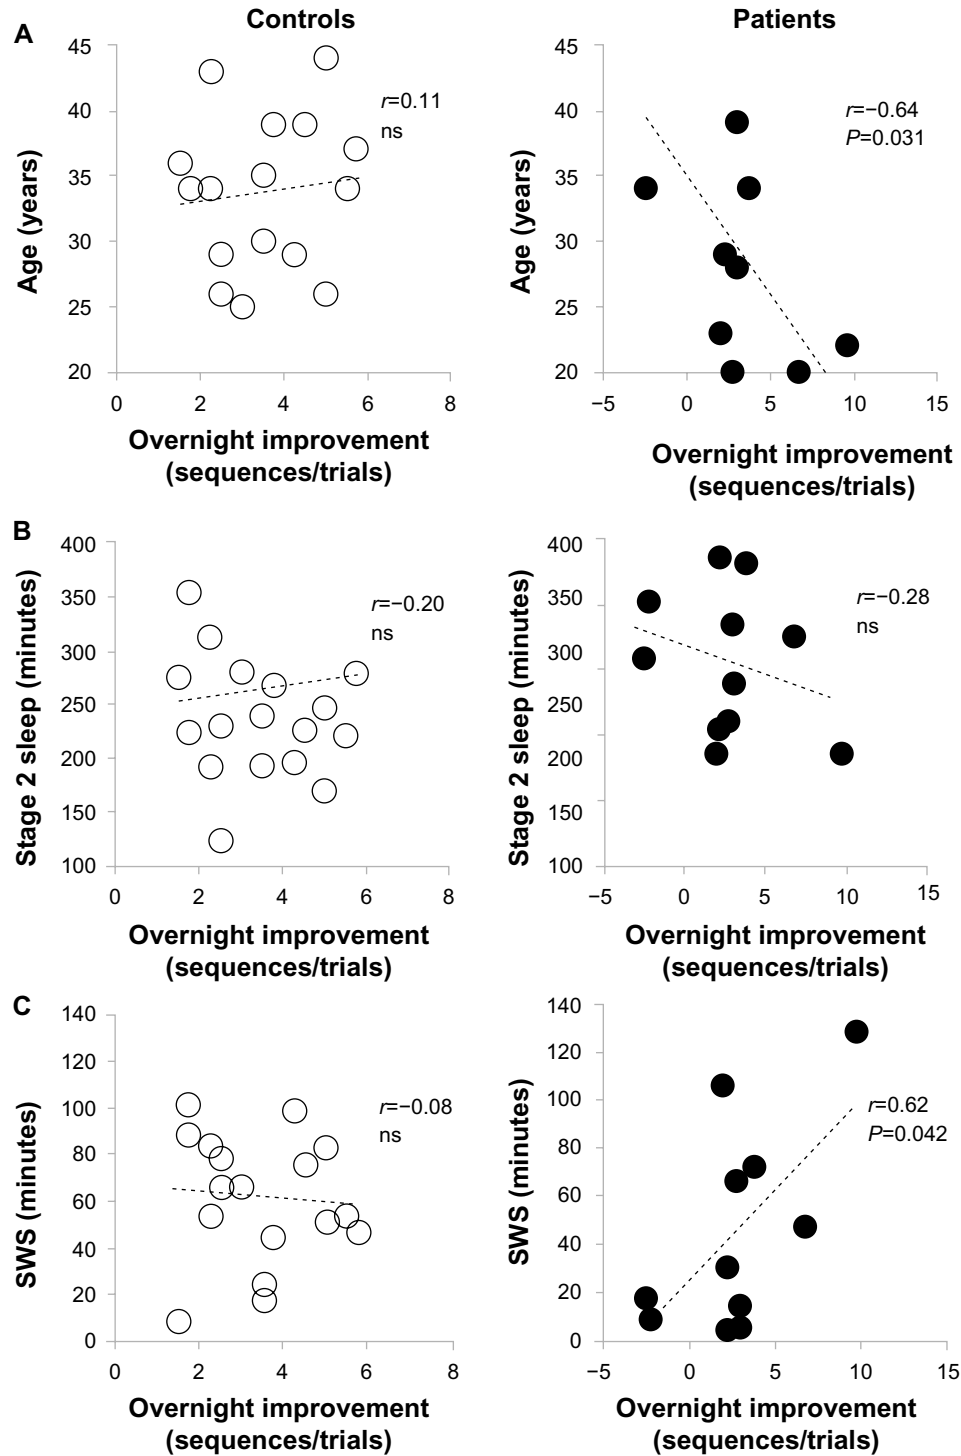 A
Controls
Patients
45
40
35
30
25
20
Age (years)
r=0.11
ns
0
2
4
6
8
Overnight improvement
(sequences/trials)
45
40
35
30
25
20
Age (years)
r=−0.64
P=0.031
−5
0
5
10
15
Overnight improvement
(sequences/trials)
B
400
350
300
250
200
150
100
Stage 2 sleep (minutes)
r=−0.20
ns
0
2
4
6
8
Overnight improvement
(sequences/trials)
400
350
300
250
200
150
100
Stage 2 sleep (minutes)
r=−0.28
ns
−5
0
5
10
15
Overnight improvement
(sequences/trials)
C
140
120
100
80
60
40
20
0
SWS (minutes)
r=−0.08
ns
0
2
4
6
8
Overnight improvement
(sequences/trials)
140
120
100
80
60
40
20
0
SWS (minutes)
r=0.62
P=0.042
−5
0
5
10
15
Overnight improvement
(sequences/trials)